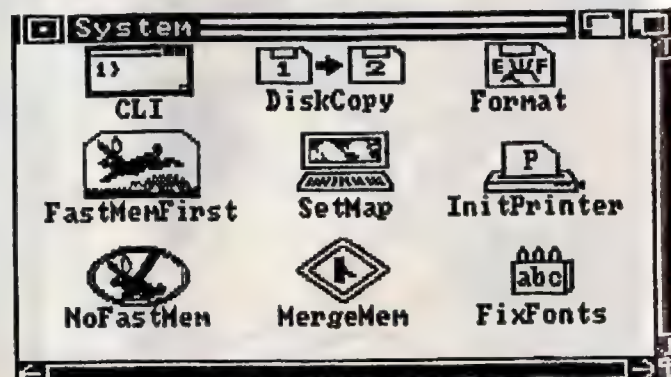 System
1>
1 2
E F
CLI
DiskCopy
Format
P
FastMemFirst
SetMap
InitPrinter
abc
NoFastMem
MergeMem
FixFonts